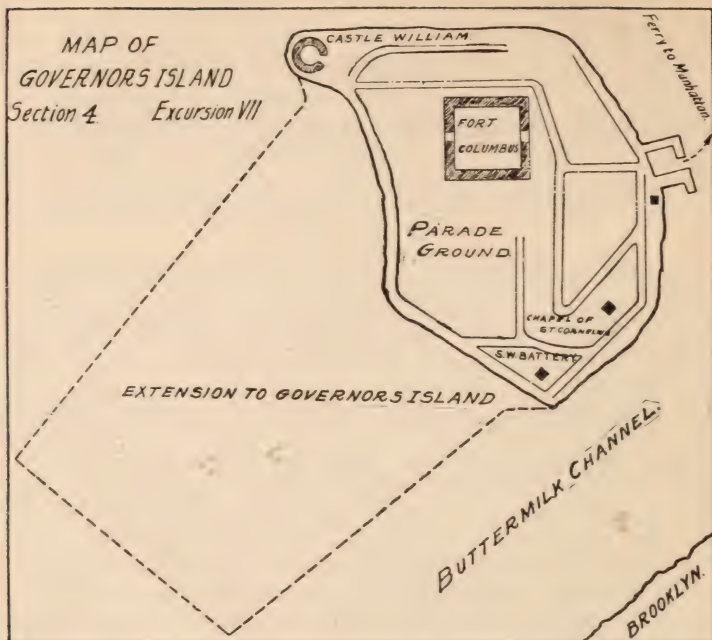 MAP OF
GOVERNORS ISLAND
Section 4 Excursion VII
CASTLE WILLIAM.
Ferry to Manhattan.
FORT
COLUMBUS
PARADE
GROUND.
CHAPEL OF
ST. CORNELIUS
S.W. BATTERY
EXTENSION TO GOVERNORS ISLAND
BUTTERMILK CHANNEL.
BROOKLYN.